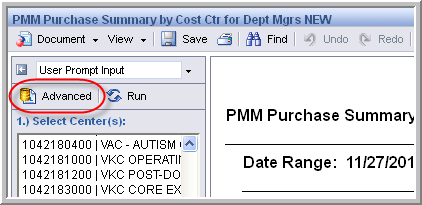 PMM Purchase Summary by Cost Ctr for Dept Mgrs NEW
Document View Save Find Undo Redo
User Prompt Input
Advanced Run
1.) Select Center(s):
1042180400 | VAC - AUTISM
1042181000 | VKC OPERATIN
1042181200 | VKC POST-DO
1042183000 | VKC CORE EX
PMM Purchase Summary
Date Range: 11/27/201